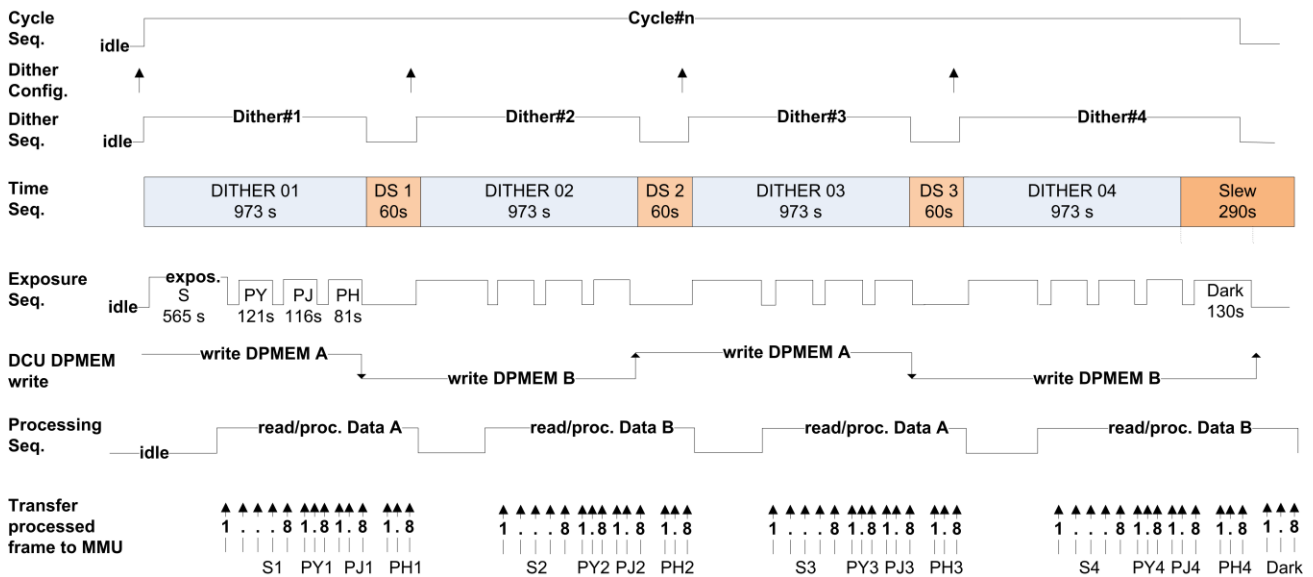 Cycle Seq.
idle
Cycle#n
Dither Config.
Dither Seq.
idle
Dither#1
Dither#2
Dither#3
Dither#4
Time Seq.
DITHER 01
973 s
DS 1
60s
DITHER 02
973 s
DS 2
60s
DITHER 03
973 s
DS 3
60s
DITHER 04
973 s
Slew
290s
Exposure Seq.
idle
expos.
S
565 s
PY
121s
PJ
116s
PH
81s
Dark
130s
DCU DPMEM write
write DPMEM A
write DPMEM B
write DPMEM A
write DPMEM B
Processing Seq.
idle
read/proc. Data A
read/proc. Data B
read/proc. Data A
read/proc. Data B
Transfer processed frame to MMU
1 . . . 8 1.8 1.8 1.8
1 . . . 8 1.8 1.8 1.8
1 . . . 8 1.8 1.8 1.8
1 . . . 8 1.8 1.8 1.8 1.8
S1 PY1 PJ1 PH1
S2 PY2 PJ2 PH2
S3 PY3 PJ3 PH3
S4 PY4 PJ4 PH4 Dark